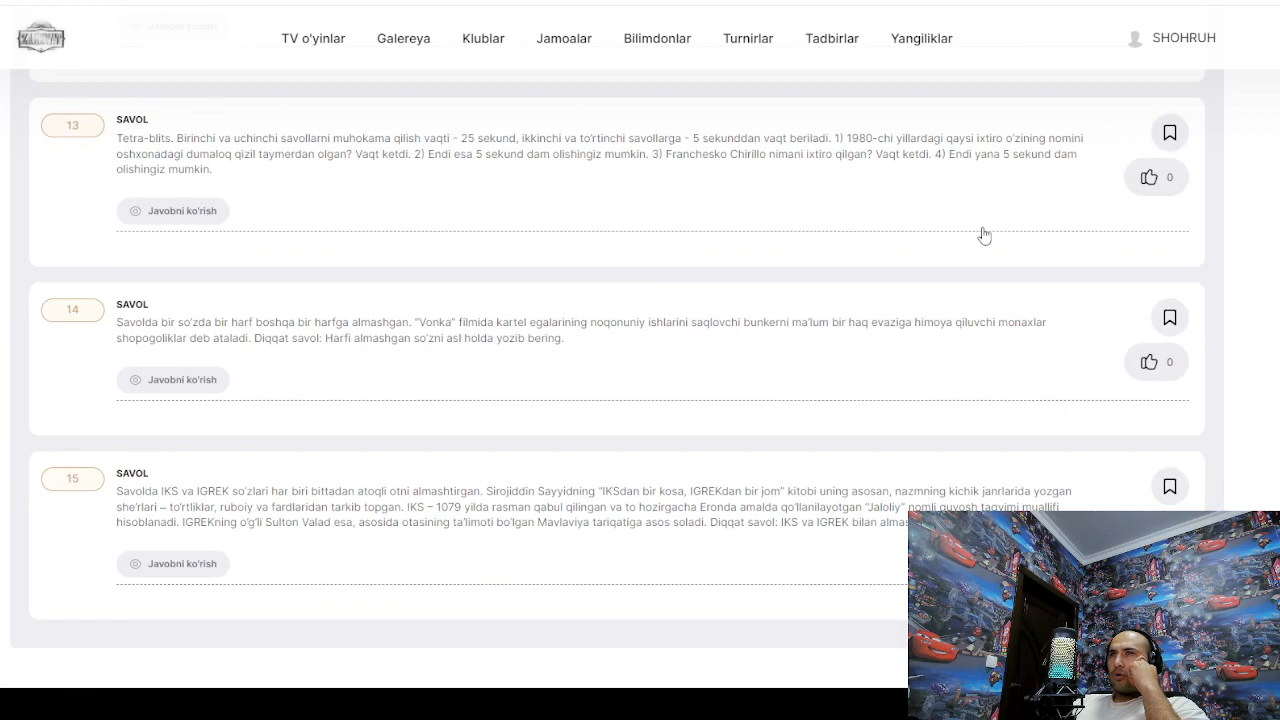 Javobni ko'rish
ZAKOVAT
TV o'yinlar
Galereya
Klublar
Jamoalar
Bilimdonlar
Turnirlar
Tadbirlar
Yangiliklar
SHOHRUH
13
SAVOL
Tetra-blits. Birinchi va uchinchi savollarni muhokama qilish vaqti - 25 sekund, ikkinchi va to'rtinchi savollarga - 5 sekunddan vaqt beriladi. 1) 1980-chi yillardagi qaysi ixtiro o'zining nomini
oshxonadagi dumaloq qizil taymerdan olgan? Vaqt ketdi. 2) Endi esa 5 sekund dam olishingiz mumkin. 3) Franchesko Chirillo nimani ixtiro qilgan? Vaqt ketdi. 4) Endi yana 5 sekund dam
olishingiz mumkin.
0
Javobni ko'rish
14
SAVOL
Savolda bir so'zda bir harf boshqa bir harfga almashgan. "Vonka" filmida kartel egalarining noqonuniy ishlarini saqlovchi bunkerni ma'lum bir haq evaziga himoya qiluvchi monaxlar
shopogoliklar deb ataladi. Diqqat savol: Harfi almashgan so'zni asl holda yozib bering.
0
Javobni ko'rish
15
SAVOL
Savolda IKS va IGREK so'zlari har biri bittadan atoqli otni almashtirgan. Sirojiddin Sayyidning "IKSdan bir kosa, IGREKdan bir jom" kitobi uning asosan, nazmning kichik janrlarida yozgan
she'rlari – to'rtliklar, ruboiy va fardlaridan tarkib topgan. IKS – 1079 yilda rasman qabul qilingan va to hozirgacha Eronda amalda qo'llanilayotgan "Jaloliy" nomli quyosh taqvimi muallifi
hisoblanadi. IGREKning o'g'li Sulton Valad esa, asosida otasining ta'limoti bo'lgan Mavlaviya tariqatiga asos soladi. Diqqat savol: IKS va IGREK bilan
Javobni ko'rish